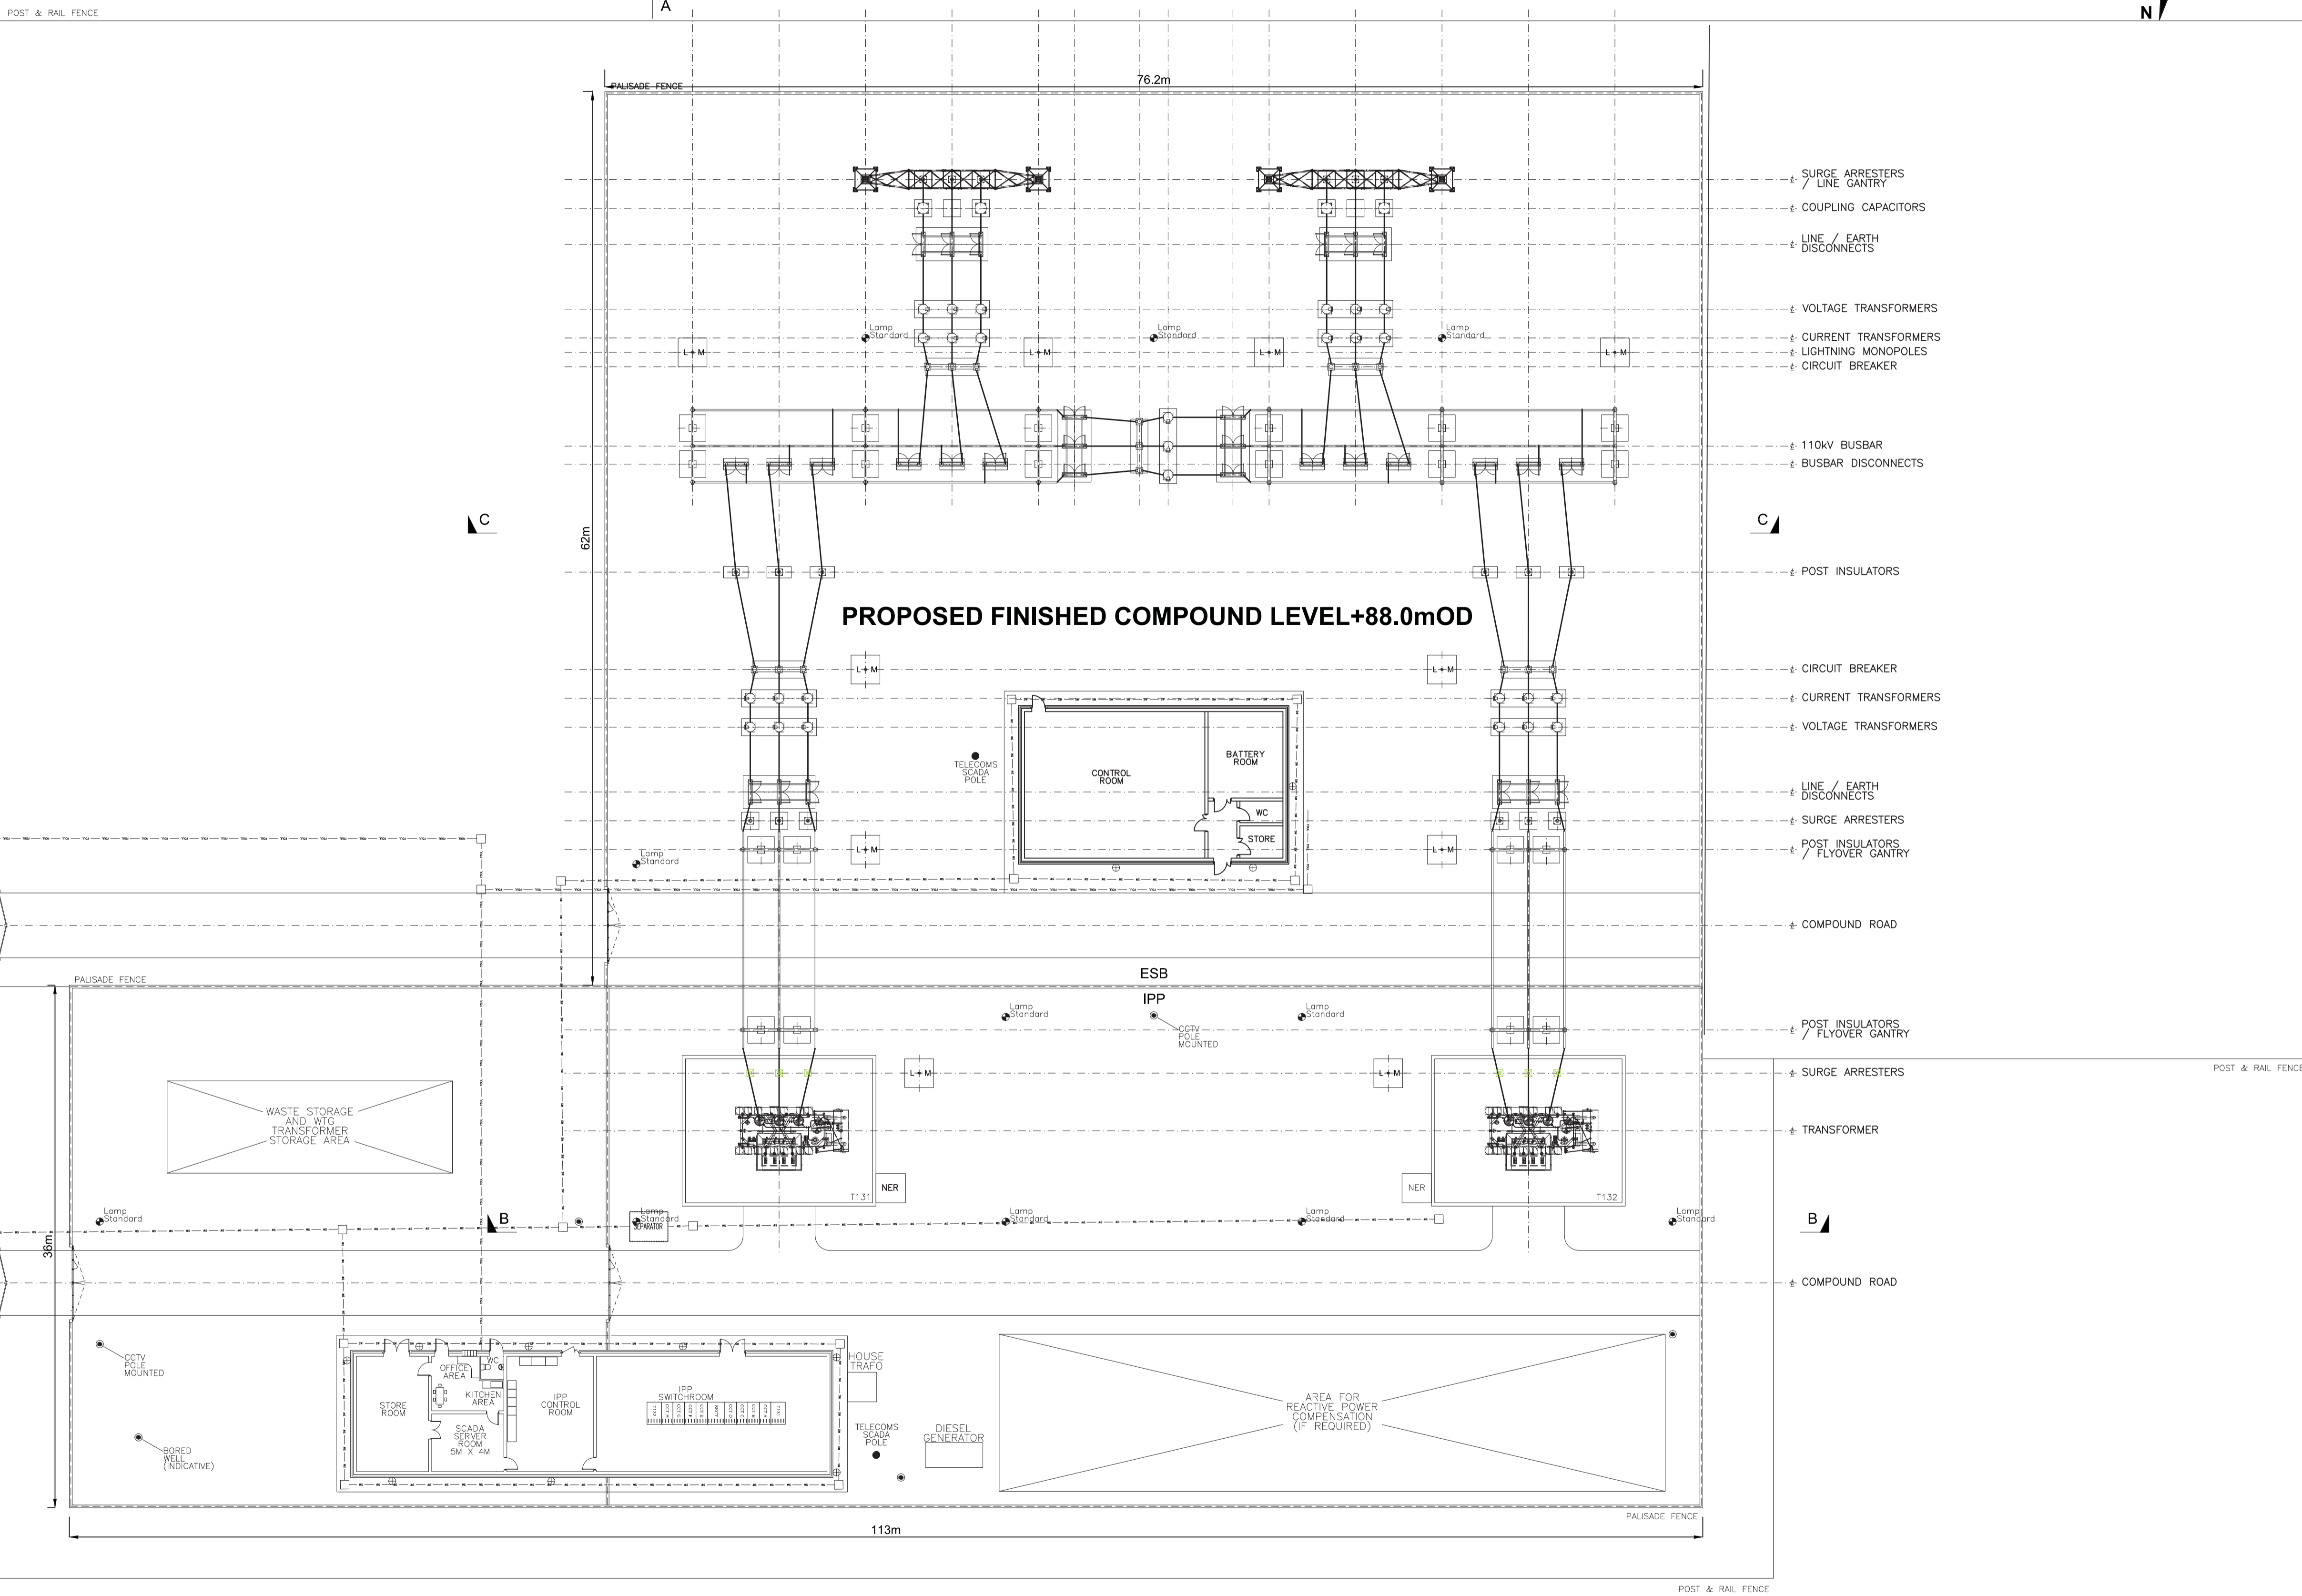 POST & RAIL FENCE
A
N
76.2m
PALISADE FENCE
SURGE ARRESTERS
/ LINE GANTRY
COUPLING CAPACITORS
LINE / EARTH
DISCONNECTS
VOLTAGE TRANSFORMERS
Lamp
Standard
Lamp
Standard
Lamp
Standard
CURRENT TRANSFORMERS
L M
L M
L M
L M
LIGHTNING MONOPOLES
CIRCUIT BREAKER
110kV BUSBAR
BUSBAR DISCONNECTS
C
C
62m
POST INSULATORS
PROPOSED FINISHED COMPOUND LEVEL+88.0mOD
L M
L M
CIRCUIT BREAKER
CURRENT TRANSFORMERS
VOLTAGE TRANSFORMERS
TELECOMS
SCADA
POLE
CONTROL
ROOM
BATTERY
ROOM
WC
STORE
LINE / EARTH
DISCONNECTS
SURGE ARRESTERS
L M
L M
POST INSULATORS
/ FLYOVER GANTRY
Lamp
Standard
COMPOUND ROAD
PALISADE FENCE
ESB
IPP
Lamp
Standard
CCTV
POLE
MOUNTED
Lamp
Standard
POST INSULATORS
/ FLYOVER GANTRY
POST & RAIL FENCE
L M
L M
SURGE ARRESTERS
WASTE STORAGE
AND WTG
TRANSFORMER
STORAGE AREA
TRANSFORMER
NER
T131
NER
T132
Lamp
Standard
B
Lamp
Standard
SEPARATOR
Lamp
Standard
Lamp
Standard
Lamp
Standard
B
36m
COMPOUND ROAD
CCTV
POLE
MOUNTED
BORED
WELL
(INDICATIVE)
STORE
ROOM
OFFICE
AREA
WC
KITCHEN
AREA
SCADA
SERVER
ROOM
5M X 4M
IPP
CONTROL
ROOM
IPP
SWITCHROOM
HOUSE
TRAFO
TELECOMS
SCADA
POLE
DIESEL
GENERATOR
AREA FOR
REACTIVE POWER
COMPENSATION
(IF REQUIRED)
PALISADE FENCE
113m
POST & RAIL FENCE